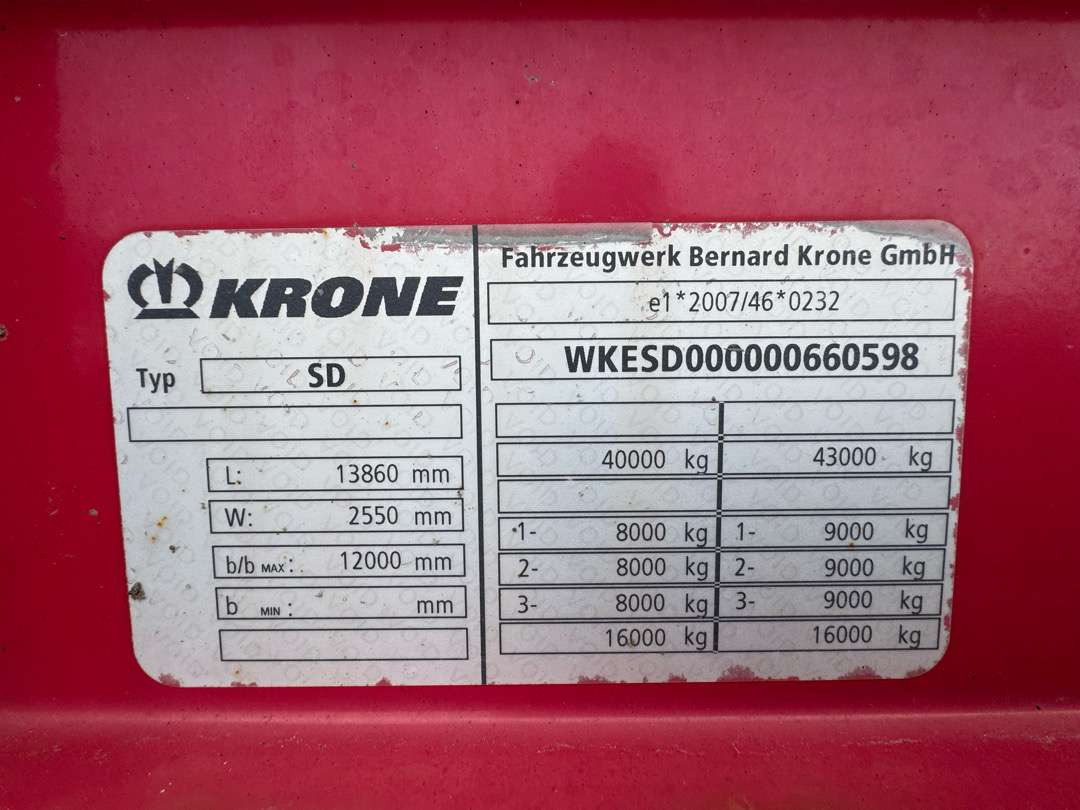 KRONE
Typ SD
L: 13860 mm
W: 2550 mm
b/b MAX: 12000 mm
b MIN: mm
Fahrzeugwerk Bernard Krone GmbH
e1*2007/46*0232
WKESD000000660598
40000 kg 43000 kg
1- 8000 kg 1- 9000 kg
2- 8000 kg 2- 9000 kg
3- 8000 kg 3- 9000 kg
16000 kg 16000 kg